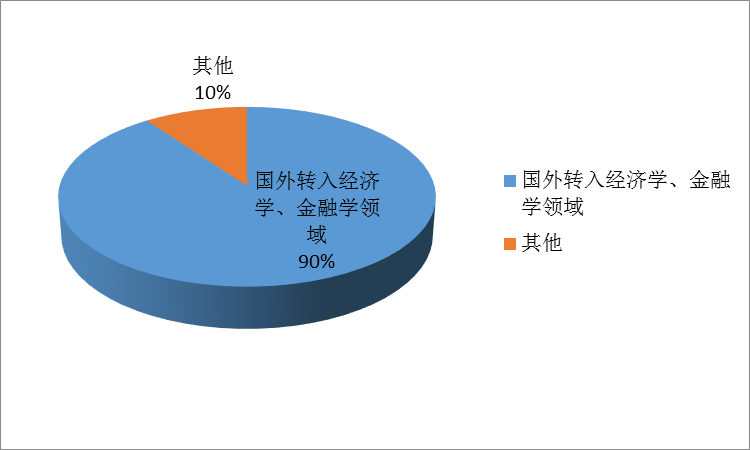 其他
10%
国外转入经济
学、金融学领
域
90%
国外转入经济学、金融
学领域
其他